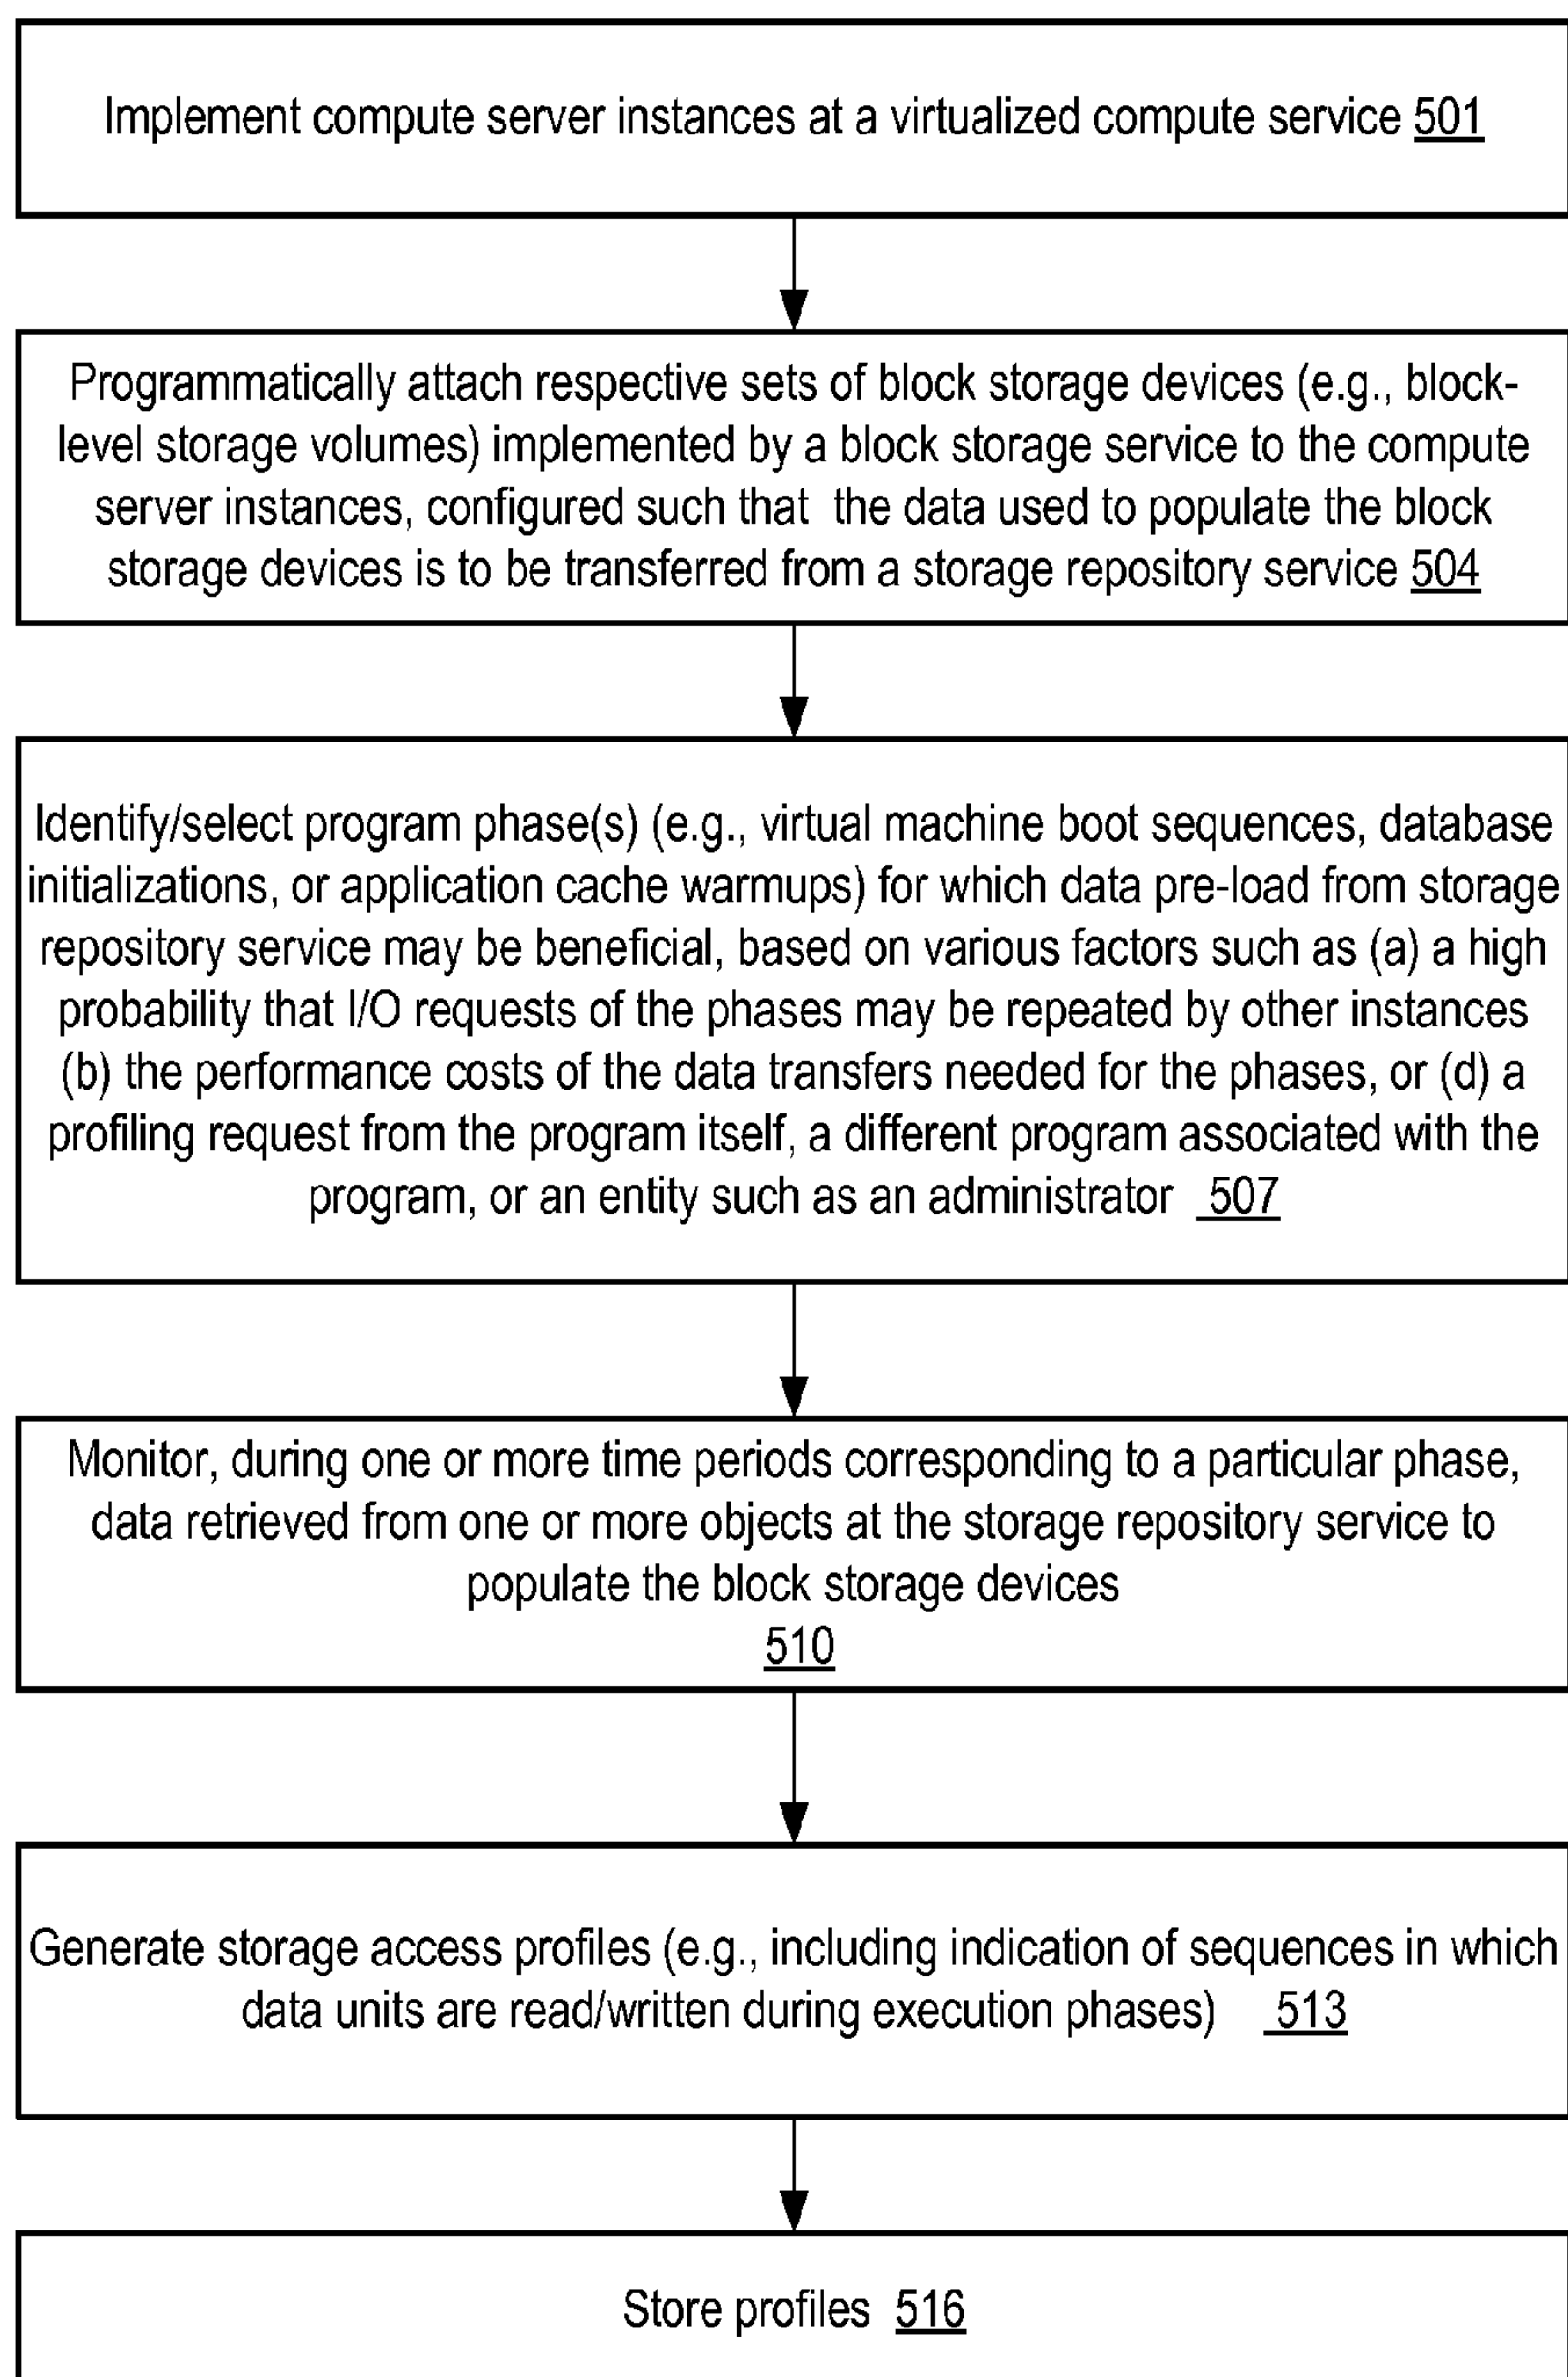 Implement compute server instances at a virtualized compute service 501
Programmatically attach respective sets of block storage devices (e.g., block-
level storage volumes) implemented by a block storage service to the compute
server instances, configured such that the data used to populate the block
storage devices is to be transferred from a storage repository service 504
Identify/select program phase(s) (e.g., virtual machine boot sequences, database
initializations, or application cache warmups) for which data pre-load from storage
repository service may be beneficial, based on various factors such as (a) a high
probability that I/O requests of the phases may be repeated by other instances
(b) the performance costs of the data transfers needed for the phases, or (d) a
profiling request from the program itself, a different program associated with the
program, or an entity such as an administrator 507
Monitor, during one or more time periods corresponding to a particular phase,
data retrieved from one or more objects at the storage repository service to
populate the block storage devices
510
Generate storage access profiles (e.g., including indication of sequences in which
data units are read/written during execution phases) 513
Store profiles 516